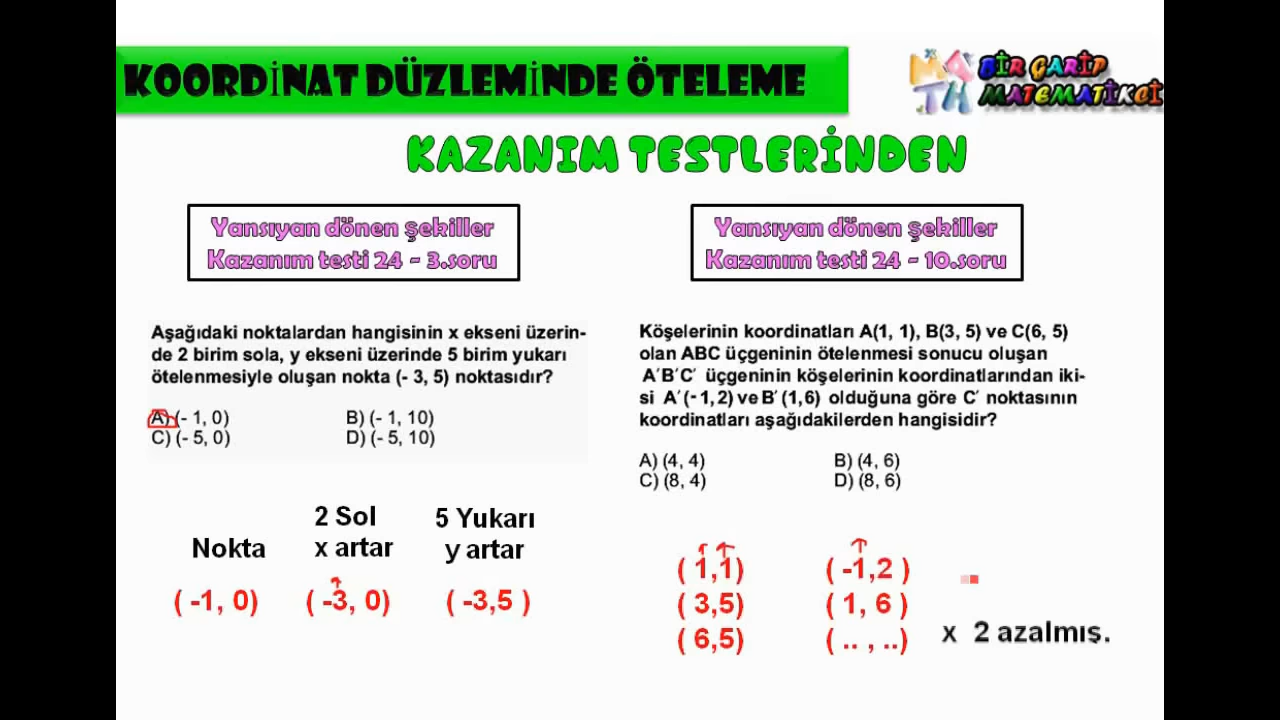 KOORDİNAT DÜZLEMİNDE ÖTELEME
MATH
BİR GARİP
MATEMATİKÇİ
KAZANIM TESTLERİNDEN
Yansıyan dönen şekiller
Kazanım testi 24 - 3.soru
Aşağıdaki noktalardan hangisinin x ekseni üzerin-
de 2 birim sola, y ekseni üzerinde 5 birim yukarı
ötelenmesiyle oluşan nokta (- 3, 5) noktasıdır?
A) (- 1, 0) B) (- 1, 10)
C) (- 5, 0) D) (- 5, 10)
Nokta
2 Sol
x artar
5 Yukarı
y artar
( -1, 0) ( -3, 0) ( -3,5 )
Yansıyan dönen şekiller
Kazanım testi 24 - 10.soru
Köşelerinin koordinatları A(1, 1), B(3, 5) ve C(6, 5)
olan ABC üçgeninin ötelenmesi sonucu oluşan
A′B′C′ üçgeninin köşelerinin koordinatlarından iki-
si A′(- 1,2) ve B′ (1,6) olduğuna göre C′ noktasının
koordinatları aşağıdakilerden hangisidir?
A) (4, 4) B) (4, 6)
C) (8, 4) D) (8, 6)
( 1,1) ( -1,2 )
( 3,5) ( 1, 6 )
( 6,5) ( .. , ..) x 2 azalmış.